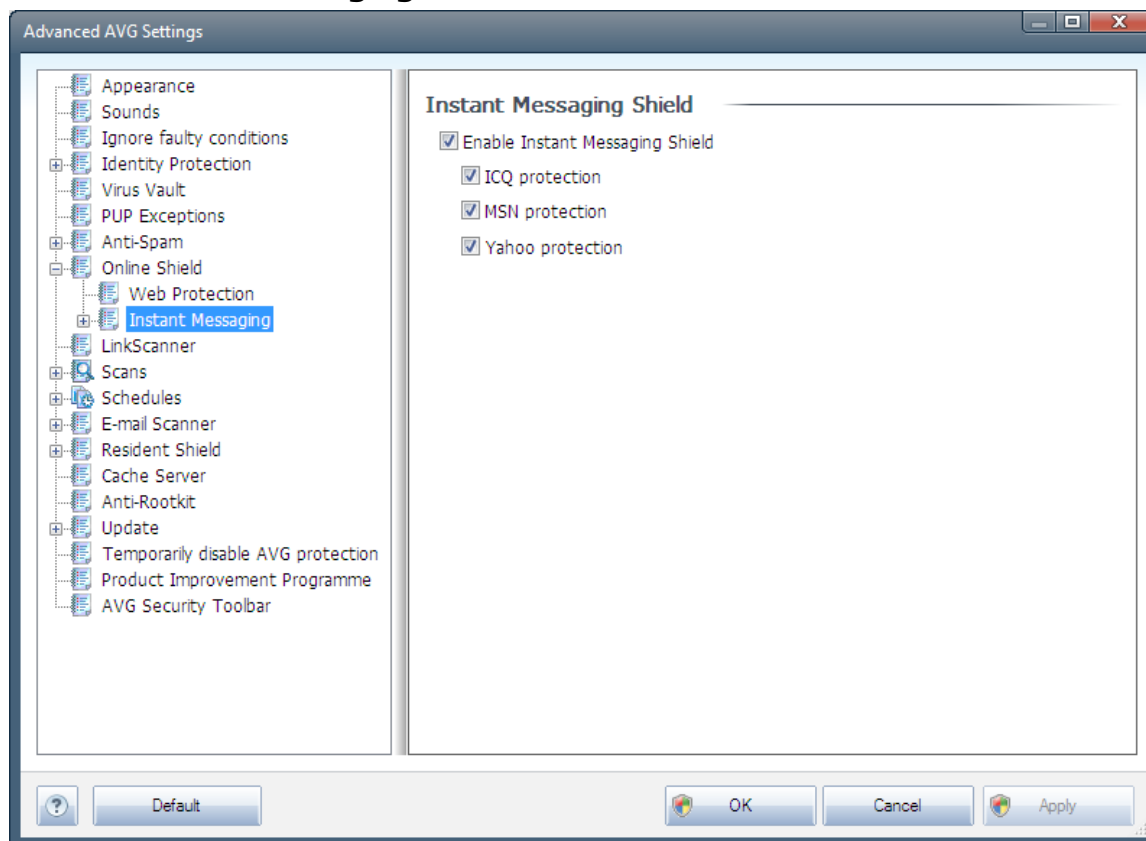 Advanced AVG Settings
X
Appearance
Sounds
Ignore faulty conditions
Identity Protection
Virus Vault
PUP Exceptions
Anti-Spam
Online Shield
Web Protection
Instant Messaging
LinkScanner
Scans
Schedules
E-mail Scanner
Resident Shield
Cache Server
Anti-Rootkit
Update
Temporarily disable AVG protection
Product Improvement Programme
AVG Security Toolbar
Instant Messaging Shield
Enable Instant Messaging Shield
ICQ protection
MSN protection
Yahoo protection
? Default OK Cancel Apply